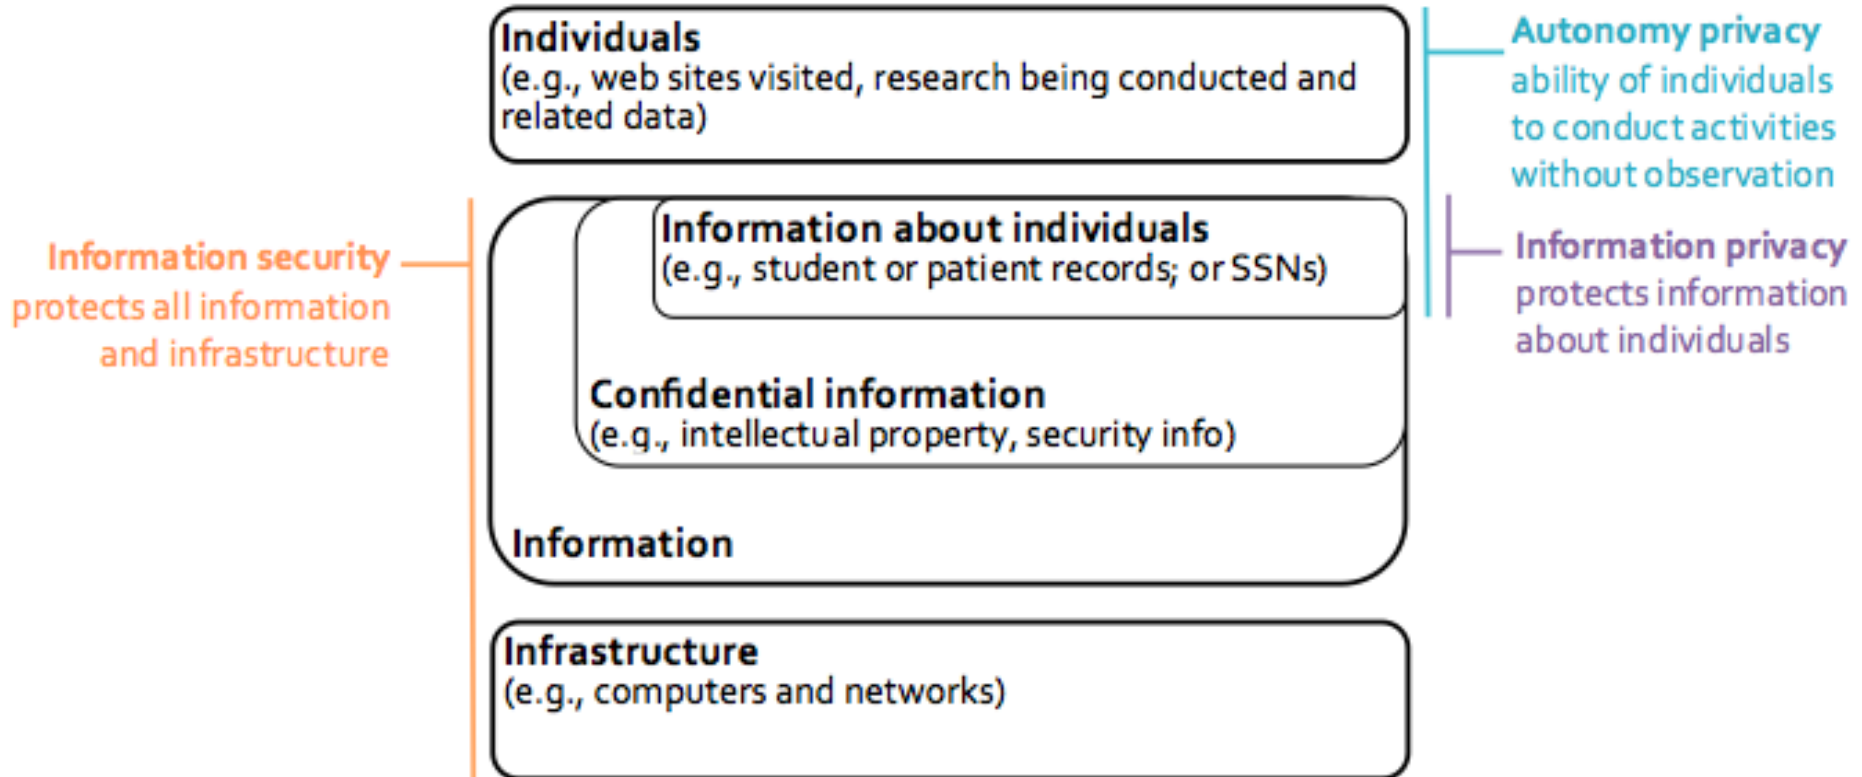 Individuals
(e.g., web sites visited, research being conducted and
related data)
Autonomy privacy
ability of individuals
to conduct activities
without observation
Information security
protects all information
and infrastructure
Information about individuals
(e.g., student or patient records; or SSNs)
Information privacy
protects information
about individuals
Confidential information
(e.g., intellectual property, security info)
Information
Infrastructure
(e.g., computers and networks)